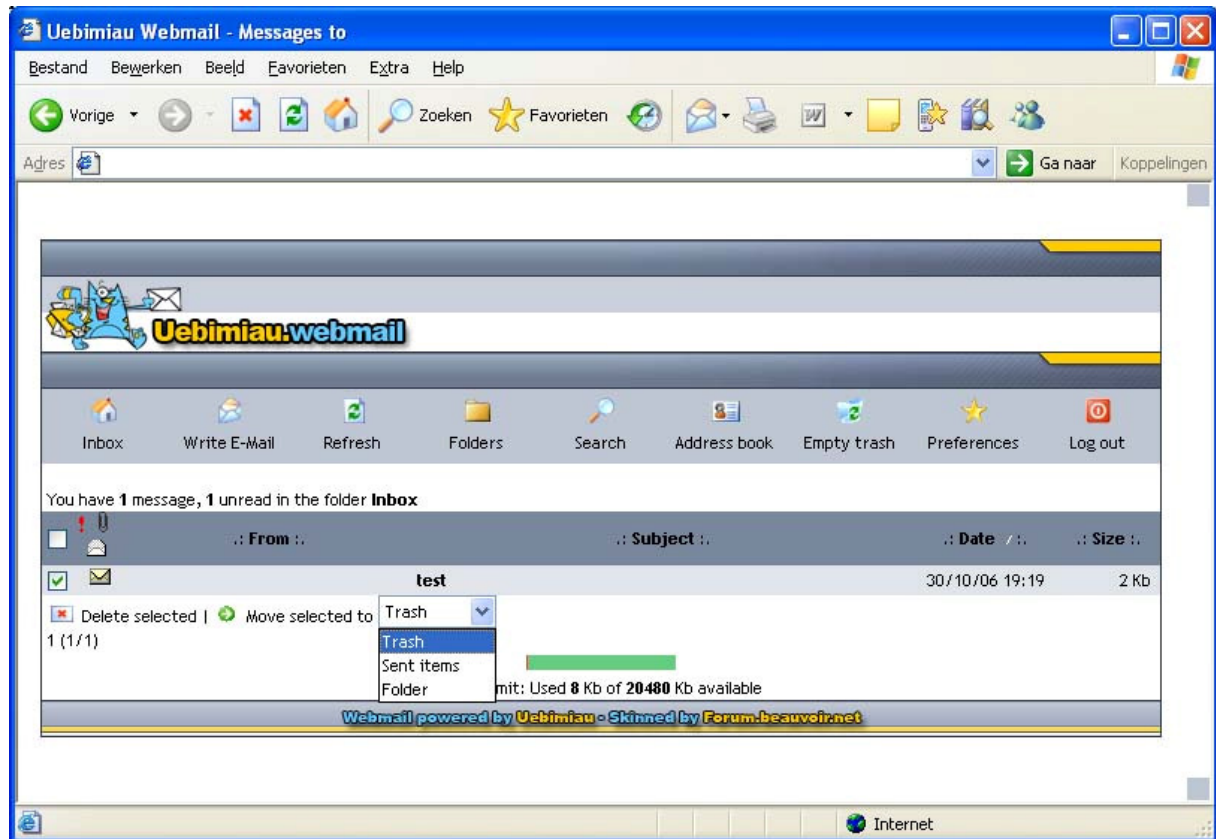 Uebimiau Webmail - Messages to
Bestand Bewerken Beeld Favorieten Extra Help
Vorige Zoeken Favorieten W
Adres Ga naar Koppelingen
Uebimiau.webmail
Inbox Write E-Mail Refresh Folders Search Address book Empty trash Preferences Log out
You have 1 message, 1 unread in the folder Inbox
.: From :. .: Subject :. .: Date /:. .: Size :.
test 30/10/06 19:19 2 Kb
Delete selected | Move selected to Trash
1 (1/1)
Trash
Sent items
Folder mit: Used 8 Kb of 20480 Kb available
Webmail powered by Uebimiau - Skinned by Forum.beauvoir.net
Internet